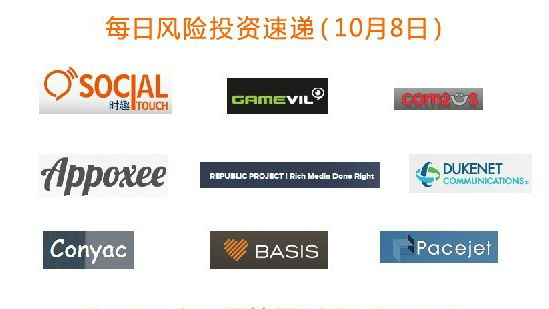 每日风险投资速递（10月8日）
SOCIAL
时趣 TOUCH
GAMEVIL
com2us
Appoxee
REPUBLIC PROJECT | Rich Media Done Right
DUKENET
COMMUNICATIONS
Conyac
BASIS
Pacejet